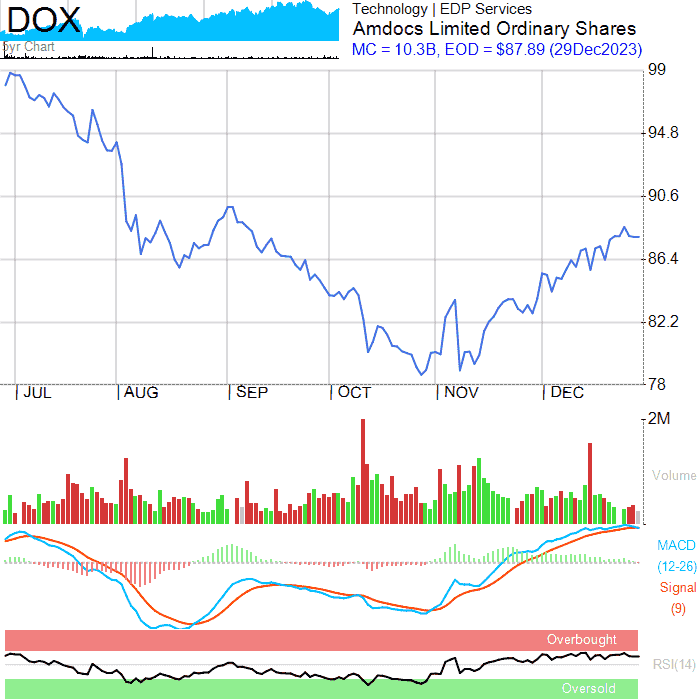 DOX
5yr Chart
Technology | EDP Services
Amdocs Limited Ordinary Shares
MC = 10.3B, EOD = $87.89 (29Dec2023)
99
94.8
90.6
86.4
82.2
78
JUL AUG SEP OCT NOV DEC
2M
Volume
MACD
(12-26)
Signal
(9)
Overbought
RSI(14)
Oversold